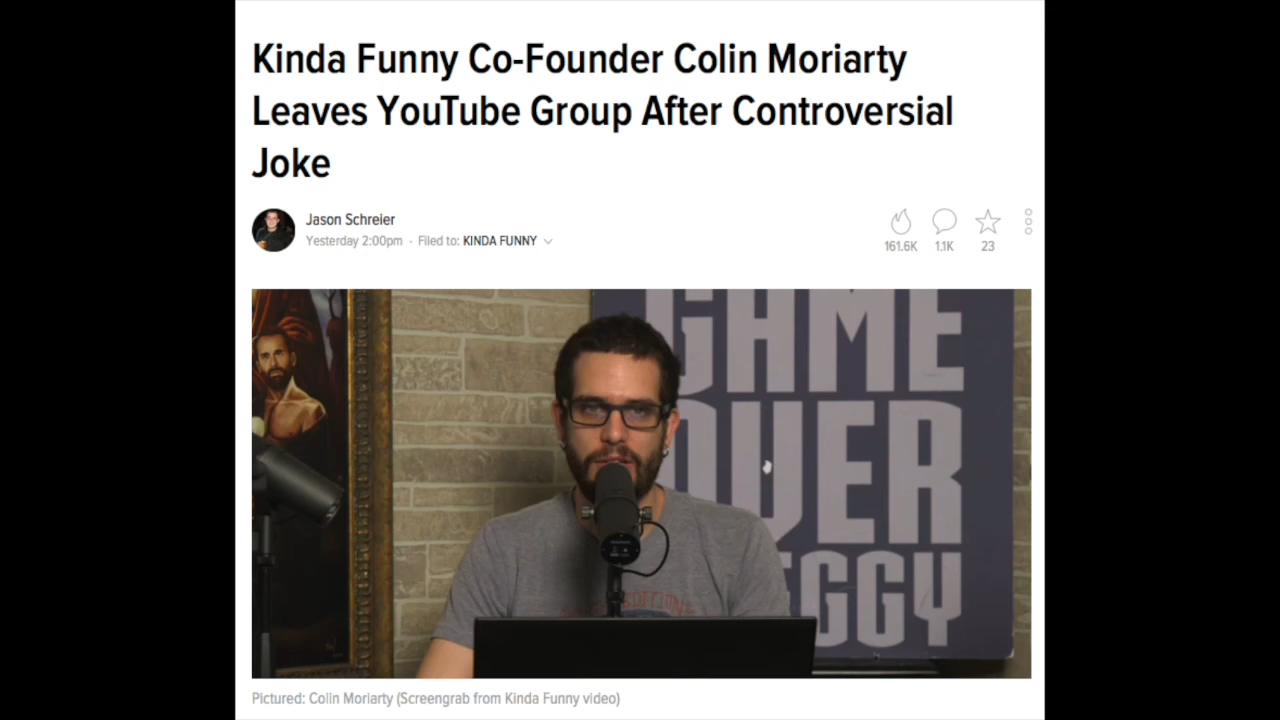 Kinda Funny Co-Founder Colin Moriarty
Leaves YouTube Group After Controversial
Joke
Jason Schreier
Yesterday 2:00pm · Filed to: KINDA FUNNY
161.6K 1.1K 23
GAME
OVER
GGY
Pictured: Colin Moriarty (Screengrab from Kinda Funny video)